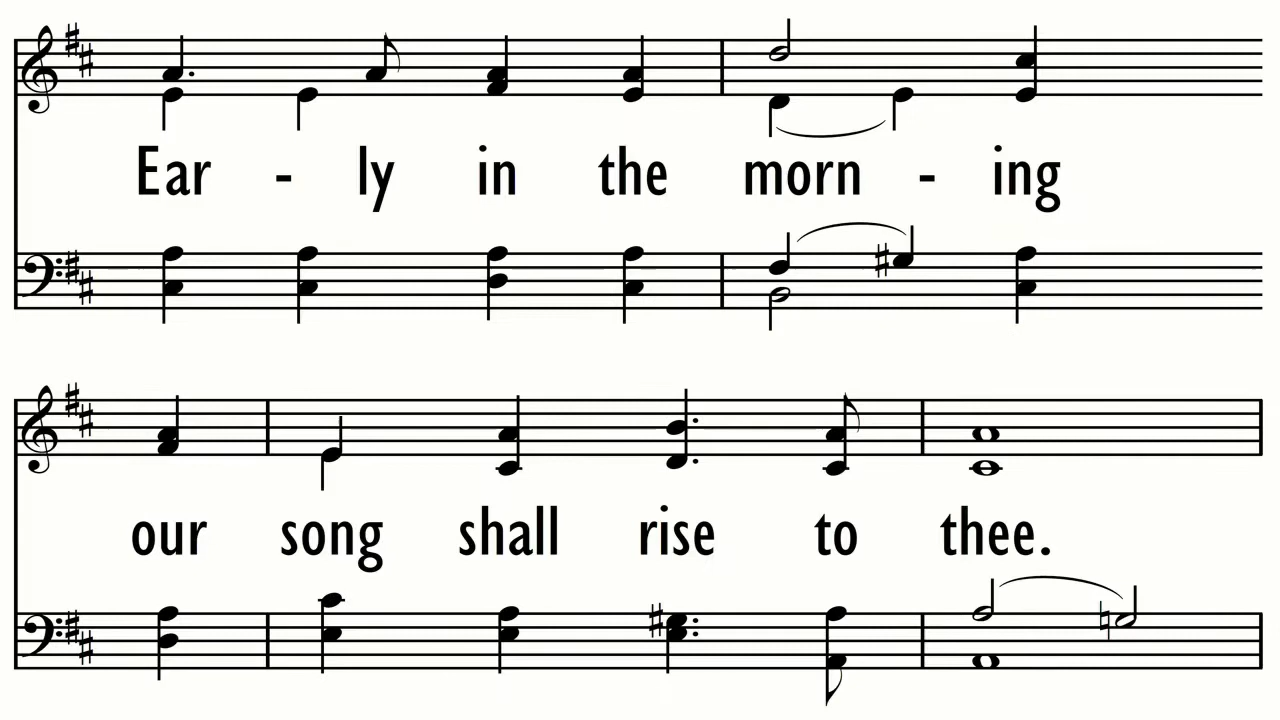 Ear - ly in the morn - ing
our song shall rise to thee.